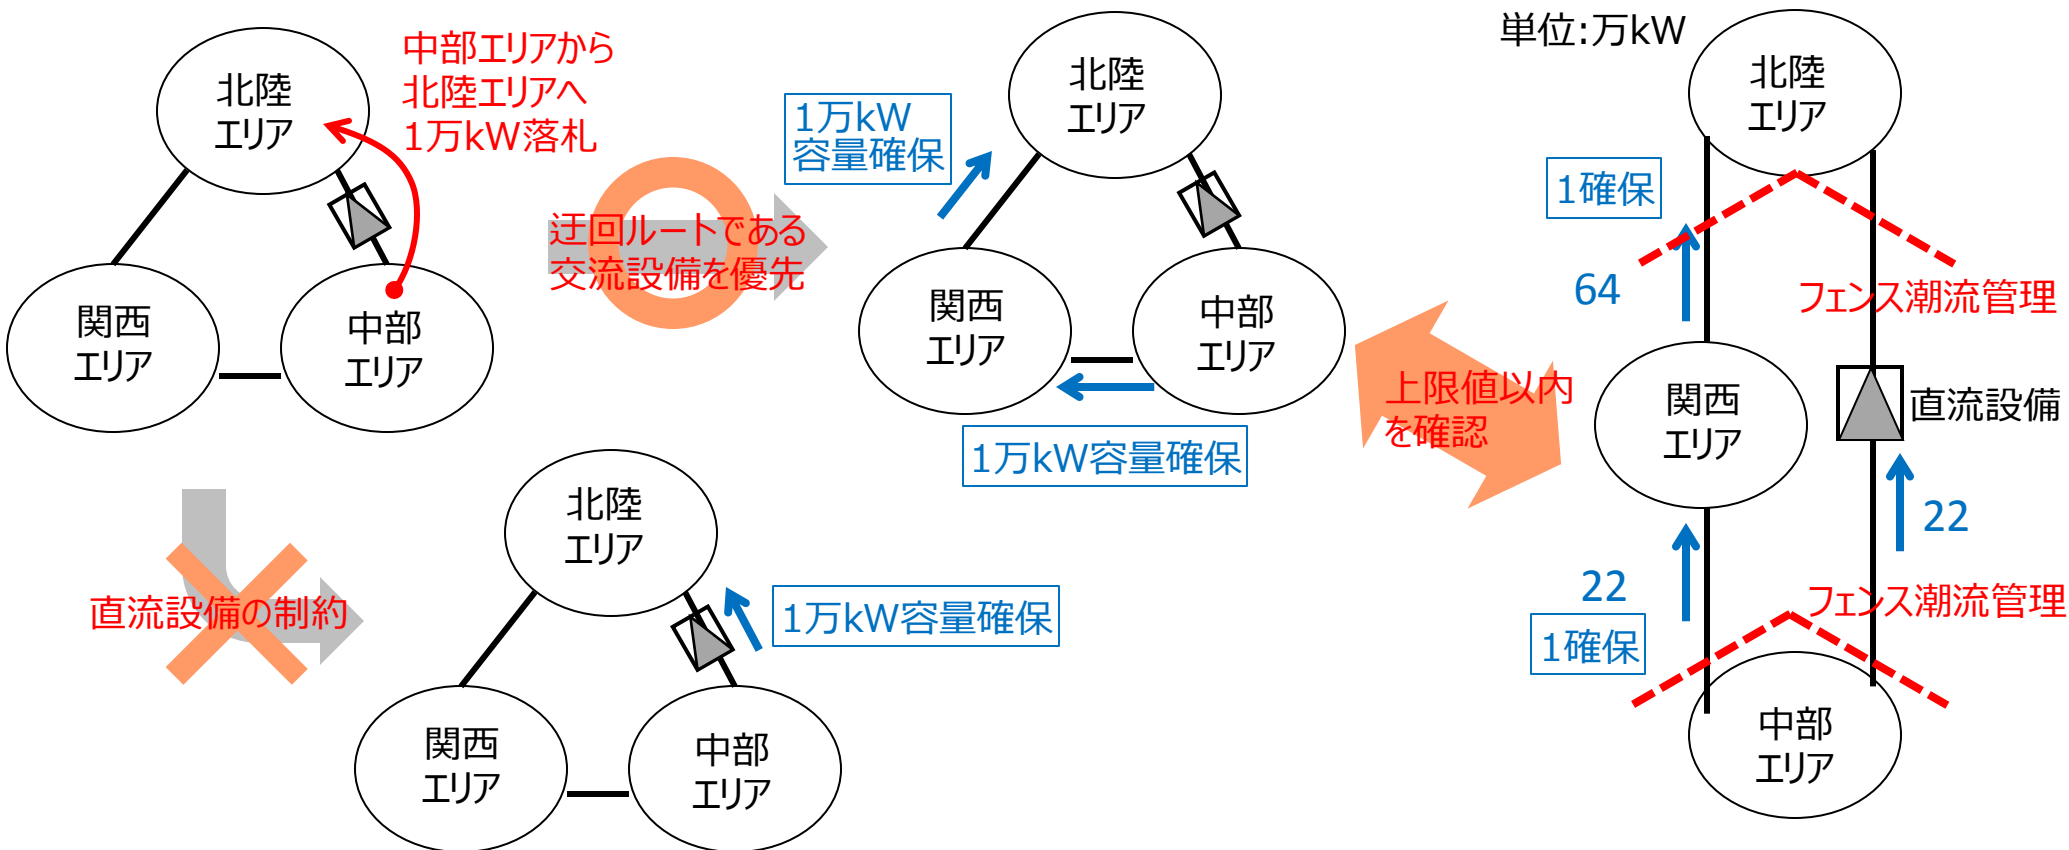 北陸
エリア
中部エリアから
北陸エリアへ
1万kW落札
関西
エリア
中部
エリア
迂回ルートである
交流設備を優先
1万kW
容量確保
北陸
エリア
関西
エリア
中部
エリア
1万kW容量確保
直流設備の制約
北陸
エリア
1万kW容量確保
関西
エリア
中部
エリア
上限値以内
を確認
単位:万kW
北陸
エリア
1確保
64
フェンス潮流管理
関西
エリア
直流設備
22
22
1確保
フェンス潮流管理
中部
エリア